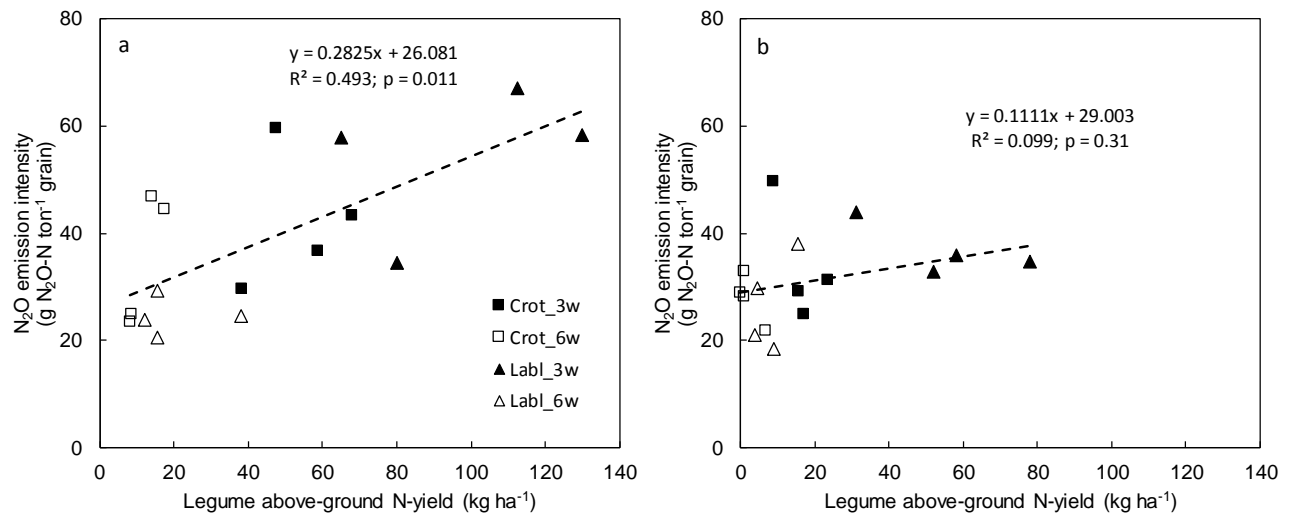 a
y = 0.2825x + 26.081
R² = 0.493; p = 0.011
N₂O emission intensity
(g N₂O-N ton⁻¹ grain)
80
60
40
20
0
Crot_3w
Crot_6w
Labl_3w
Labl_6w
0 20 40 60 80 100 120 140
Legume above-ground N-yield (kg ha⁻¹)
b
y = 0.1111x + 29.003
R² = 0.099; p = 0.31
N₂O emission intensity
(g N₂O-N ton⁻¹ grain)
80
60
40
20
0
0 20 40 60 80 100 120 140
Legume above-ground N-yield (kg ha⁻¹)